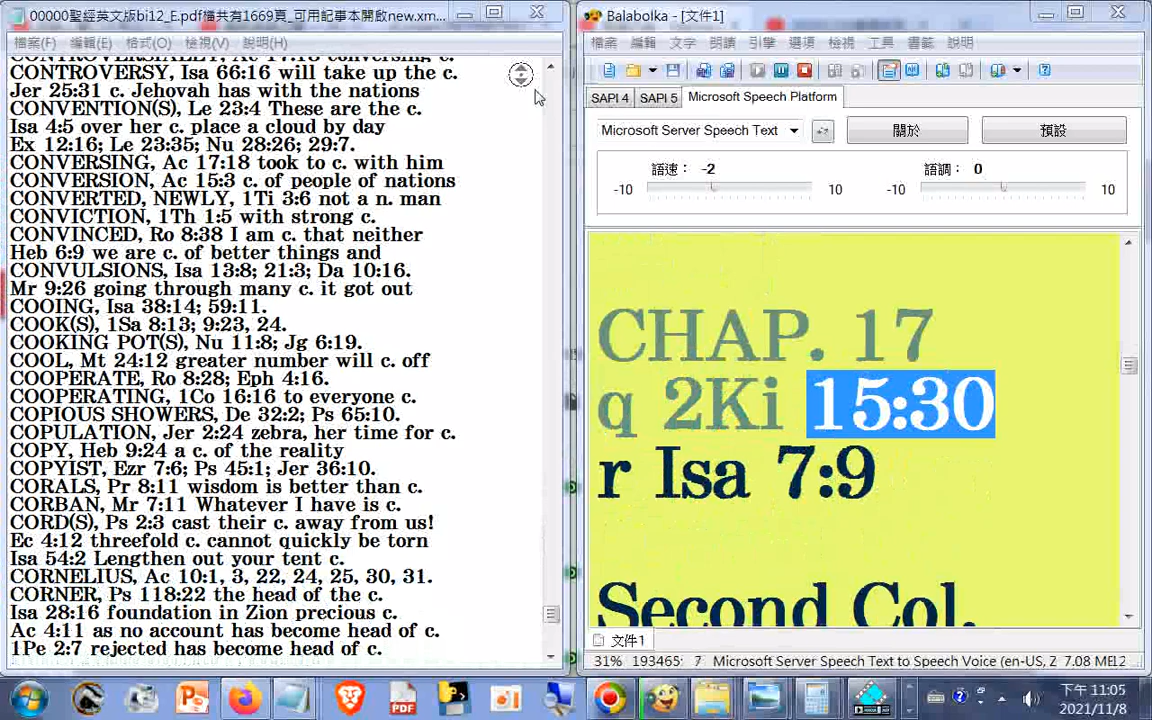 00000聖經英文版bi12_E.pdf檔共有1669頁_可用記事本開啟new.xm...
檔案(F) 編輯(E) 格式(O) 檢視(V) 說明(H)
CONTROVERSY, Isa 66:16 will take up the c.
Jer 25:31 c. Jehovah has with the nations
CONVENTION(S), Le 23:4 These are the c.
Isa 4:5 over her c. place a cloud by day
Ex 12:16; Le 23:35; Nu 28:26; 29:7.
CONVERSING, Ac 17:18 took to c. with him
CONVERSION, Ac 15:3 c. of people of nations
CONVERTED, NEWLY, 1Ti 3:6 not a n. man
CONVICTION, 1Th 1:5 with strong c.
CONVINCED, Ro 8:38 I am c. that neither
Heb 6:9 we are c. of better things and
CONVULSIONS, Isa 13:8; 21:3; Da 10:16.
Mr 9:26 going through many c. it got out
COOING, Isa 38:14; 59:11.
COOK(S), 1Sa 8:13; 9:23, 24.
COOKING POT(S), Nu 11:8; Jg 6:19.
COOL, Mt 24:12 greater number will c. off
COOPERATE, Ro 8:28; Eph 4:16.
COOPERATING, 1Co 16:16 to everyone c.
COPIOUS SHOWERS, De 32:2; Ps 65:10.
COPULATION, Jer 2:24 zebra, her time for c.
COPY, Heb 9:24 a c. of the reality
COPYIST, Ezr 7:6; Ps 45:1; Jer 36:10.
CORALS, Pr 8:11 wisdom is better than c.
CORBAN, Mr 7:11 Whatever I have is c.
CORD(S), Ps 2:3 cast their c. away from us!
Ec 4:12 threefold c. cannot quickly be torn
Isa 54:2 Lengthen out your tent c.
CORNELIUS, Ac 10:1, 3, 22, 24, 25, 30, 31.
CORNER, Ps 118:22 the head of the c.
Isa 28:16 foundation in Zion precious c.
Ac 4:11 as no account has become head of c.
1Pe 2:7 rejected has become head of c.
Balabolka - [文件1]
檔案 編輯 文字 朗讀 引擎 選項 檢視 工具 書籤 說明
SAPI 4 SAPI 5 Microsoft Speech Platform
Microsoft Server Speech Text 關於 預設
語速： -2 語調： 0
-10 10 -10 10
CHAP. 17
q 2Ki 15:30
r Isa 7:9
Second Col.
文件1
31% 193465: 7 Microsoft Server Speech Text to Speech Voice (en-US, Z 7.08 ME12
PDF
下午 11:05
2021/11/8